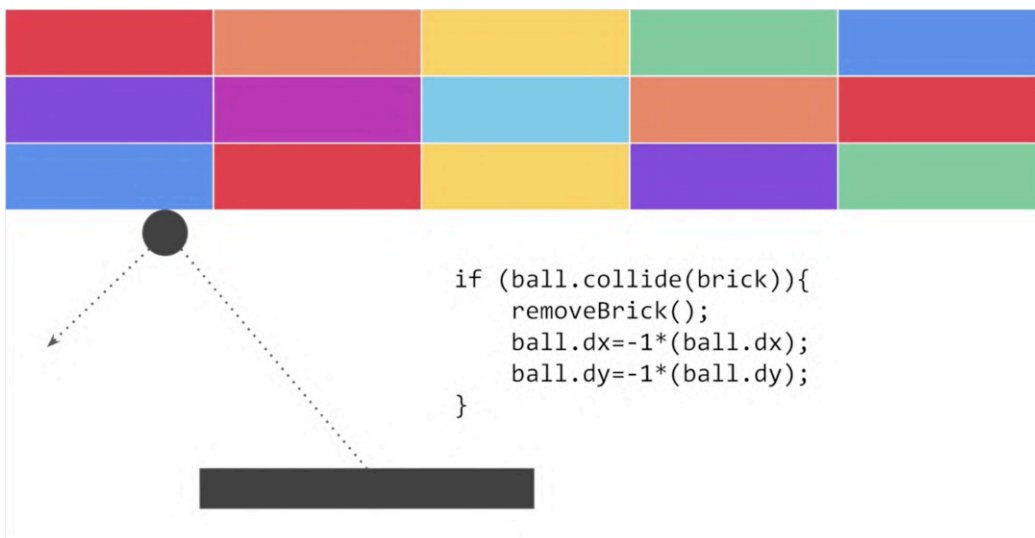 if (ball.collide(brick)){
    removeBrick();
    ball.dx=-1*(ball.dx);
    ball.dy=-1*(ball.dy);
}